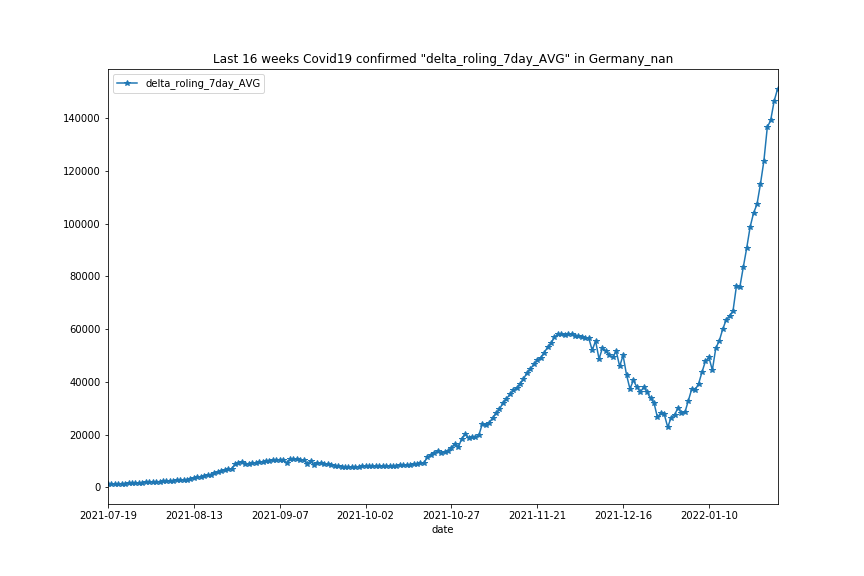 Last 16 weeks Covid19 confirmed "delta_roling_7day_AVG" in Germany_nan
delta_roling_7day_AVG
140000
120000
100000
80000
60000
40000
20000
0
2021-07-19 2021-08-13 2021-09-07 2021-10-02 2021-10-27 2021-11-21 2021-12-16 2022-01-10
date